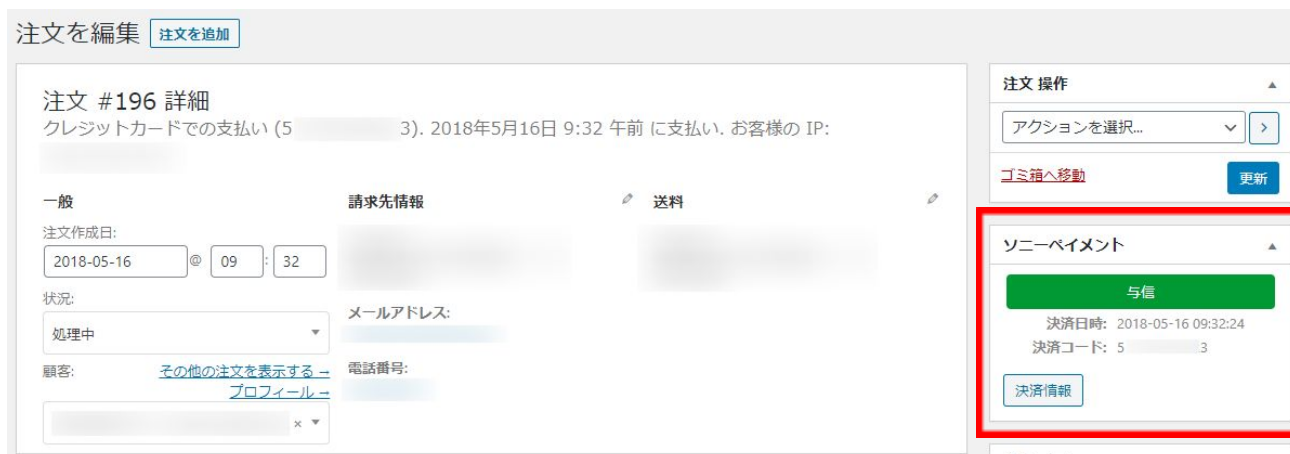 注文を編集 注文を追加
注文 #196 詳細
クレジットカードでの支払い (5 3). 2018年5月16日 9:32 午前 に支払い. お客様の IP:
一般
注文作成日:
2018-05-16 @ 09 : 32
状況:
処理中
顧客: その他の注文を表示する →
プロフィール →
×
請求先情報
メールアドレス:
電話番号:
送料
注文 操作
アクションを選択...
ゴミ箱へ移動 更新
ソニーペイメント
与信
決済日時: 2018-05-16 09:32:24
決済コード: 5 3
決済情報